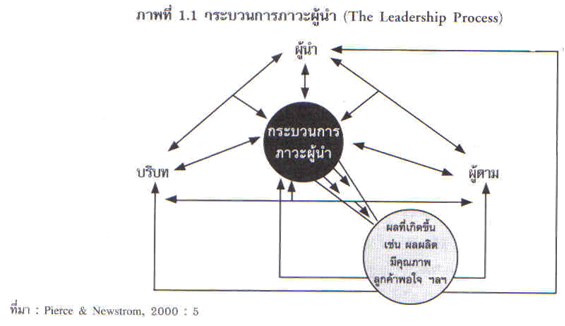 ภาพที่ 1.1 กระบวนการภาวะผู้นำ (The Leadership Process)
ผู้นำ
กระบวนการ
ภาวะผู้นำ
บริบท
ผู้ตาม
ผลที่เกิดขึ้น
เช่น ผลผลิต
มีคุณภาพ
ลูกค้าพอใจ ฯลฯ
ที่มา : Pierce & Newstrom, 2000 : 5